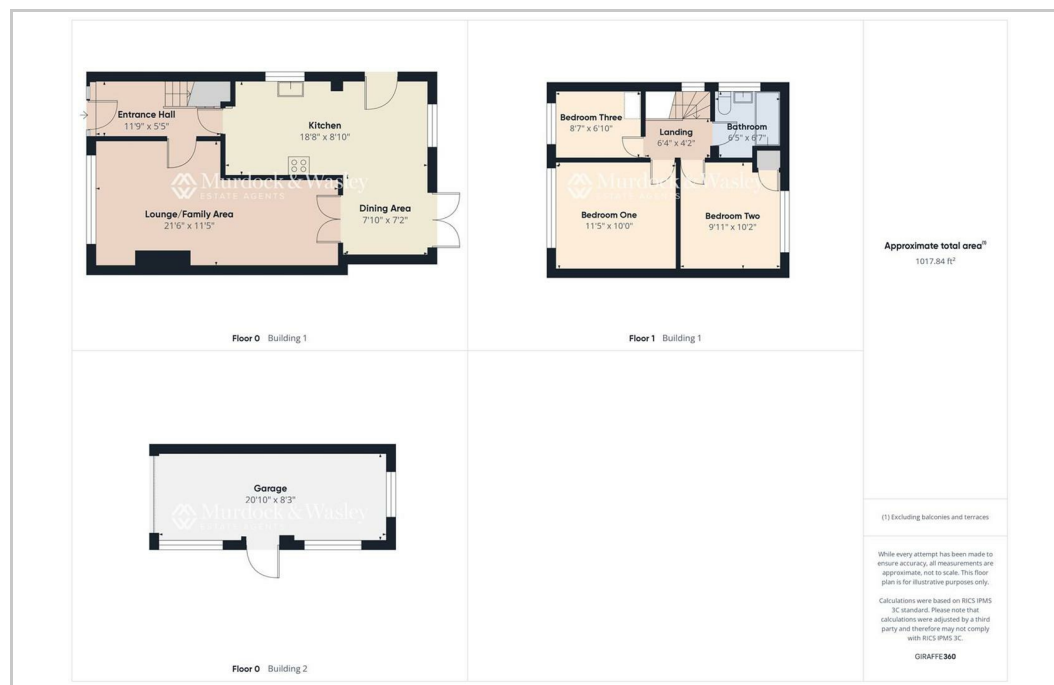 Entrance Hall
11'9" x 5'5"
Kitchen
18'8" x 8'10"
Murdock & Wasley
ESTATE AGENTS
Lounge/Family Area
21'6" x 11'5"
Dining Area
7'10" x 7'2"
Floor 0 Building 1
Bedroom Three
8'7" x 6'10"
Landing
6'4" x 4'2"
Bathroom
6'5" x 6'7"
Murdock & Wasley
ESTATE AGENTS
Bedroom One
11'5" x 10'0"
Bedroom Two
9'11" x 10'2"
Floor 1 Building 1
Garage
20'10" x 8'3"
Murdock & Wasley
ESTATE AGENTS
Floor 0 Building 2
Approximate total area(1)
1017.84 ft²
(1) Excluding balconies and terraces
While every attempt has been made to
ensure accuracy, all measurements are
approximate, not to scale. This floor
plan is for illustrative purposes only.
Calculations were based on RICS IPMS
3C standard. Please note that
calculations were adjusted by a third
party and therefore may not comply
with RICS IPMS 3C.
GIRAFFE360